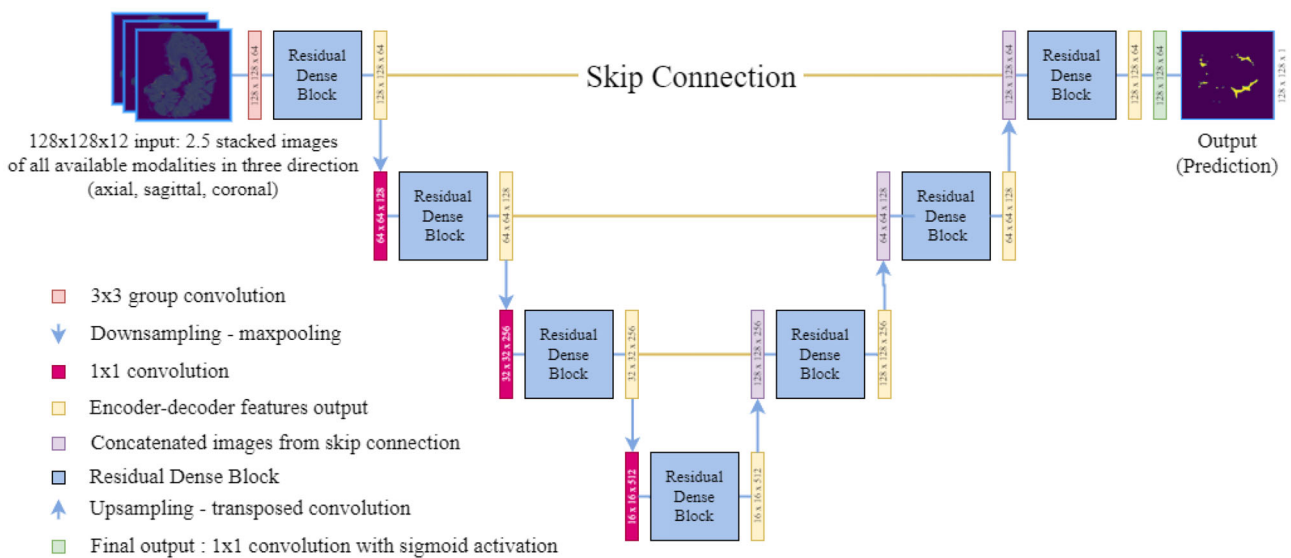 128 x 128 x 64
Residual
Dense
Block
128 x 128 x 64
Skip Connection
128 x 128 x 64
Residual
Dense
Block
128 x 128 x 64
128 x 128 x 64
128 x 128 x 1
128x128x12 input: 2.5 stacked images
of all available modalities in three direction
(axial, sagittal, coronal)
Output
(Prediction)
64 x 64 x 128
Residual
Dense
Block
64 x 64 x 128
64 x 64 x 128
Residual
Dense
Block
64 x 64 x 128
32 x 32 x 256
Residual
Dense
Block
32 x 32 x 256
128 x 128 x 256
Residual
Dense
Block
128 x 128 x 256
16 x 16 x 512
Residual
Dense
Block
16 x 16 x 512
3x3 group convolution
Downsampling - maxpooling
1x1 convolution
Encoder-decoder features output
Concatenated images from skip connection
Residual Dense Block
Upsampling - transposed convolution
Final output : 1x1 convolution with sigmoid activation